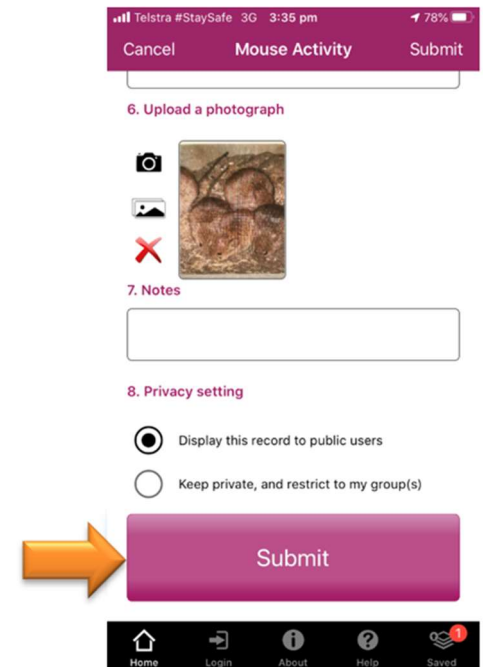 Telstra #StaySafe 3G 3:35 pm 78%
Cancel Mouse Activity Submit
6. Upload a photograph
7. Notes
8. Privacy setting
Display this record to public users
Keep private, and restrict to my group(s)
Submit
1
Home Login About Help Saved